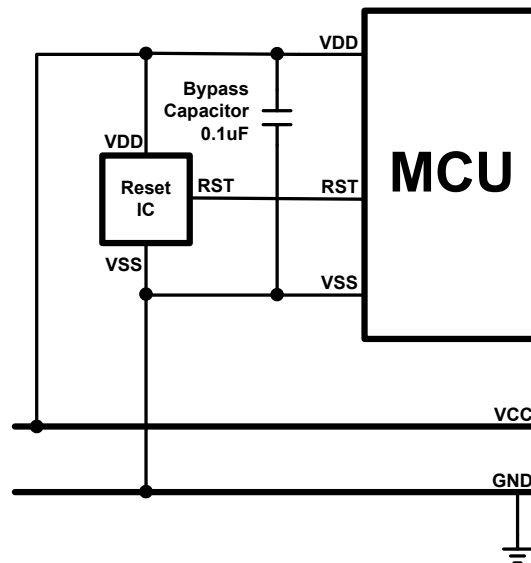 VDD
Bypass
Capacitor
0.1uF
VDD
Reset
IC
RST
RST
MCU
VSS
VSS
VCC
GND